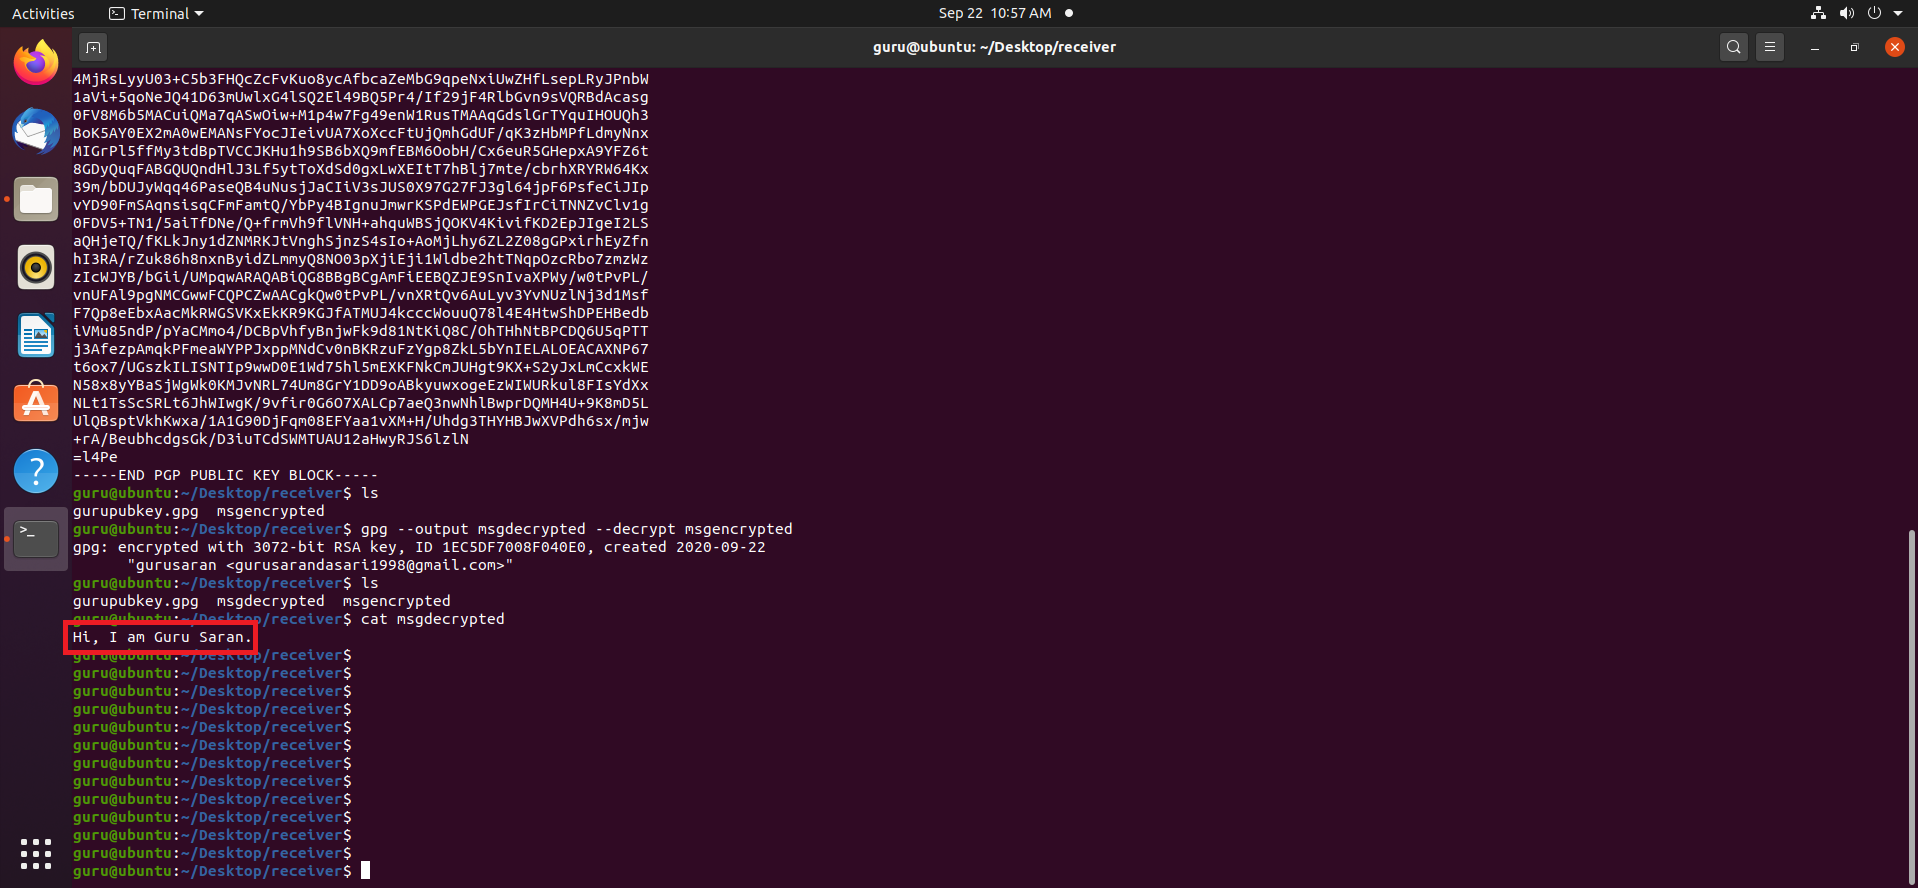 Activities
Terminal
Sep 22 10:57 AM
guru@ubuntu: ~/Desktop/receiver
4MjRsLyyU03+C5b3FHQcZcFvKuo8ycAfbcaZeMbG9qpeNxiUwZHfLsepLRyJPnbW
1aVi+5qoNeJQ41D63mUwlxG4lSQ2El49BQ5Pr4/If29jF4RlbGvn9sVQRBdAcasg
0FV8M6b5MACuiQMa7qASwOiw+M1p4w7Fg49enW1RusTMAAqGdslGrTYquIHOUQh3
BoK5AY0EX2mA0wEMANsFYocJIeivUA7XoXccFtUjQmhGdUF/qK3zHbMPfLdmyNnx
MIGrPl5ffMy3tdBpTVCCJKHu1h9SB6bXQ9mfEBM6OobH/Cx6euR5GHepxA9YFZ6t
8GDyQuqFABGQUQndHlJ3Lf5ytToXdSd0gxLwXEItT7hBlj7mte/cbrhXRYRW64Kx
39m/bDUJyWqq46PaseQB4uNusjJaCIiV3sJUS0X97G27FJ3gl64jpF6PsfeCiJIp
vYD90FmSAqnsisqCFmFamtQ/YbPy4BIgnuJmwrKSPdEWPGEJsfIrCiTNNZvClv1g
0FDV5+TN1/5aiTfDNe/Q+frmVh9flVNH+ahquWBSjQOKV4KivifKD2EpJIgeI2LS
aQHjeTQ/fKLkJny1dZNMRKJtVnghSjnzS4sIo+AoMjLhy6ZL2Z08gGPxirhEyZfn
hI3RA/rZuk86h8nxnByidZLmmyQ8NO03pXjiEji1Wldbe2htTNqpOzcRbo7zmzWz
zIcWJYB/bGii/UMpqwARAQABiQG8BBgBCgAmFiEEBQZJE9SnIvaXPWy/w0tPvPL/
vnUFAl9pgNMCGwwFCQPCZwAACgkQw0tPvPL/vnXRtQv6AuLyv3YvNUzlNj3d1Msf
F7Qp8eEbxAacMkRWGSVKxEkKR9KGJfATMUJ4kcccWouuQ78l4E4HtwShDPEHBedb
iVMu85ndP/pYaCMmo4/DCBpVhfyBnjwFk9d81NtKiQ8C/OhTHhNtBPCDQ6U5qPTT
j3AfezpAmqkPFmeaWYPPJxppMNdCv0nBKRzuFzYgp8ZkL5bYnIELALOEACAXNP67
t6ox7/UGszkILISNTIp9wwD0E1Wd75hl5mEXKFNkCmJUHgt9KX+S2yJxLmCcxkWE
N58x8yYBaSjWgWk0KMJvNRL74Um8GrY1DD9oABkyuwxogeEzWIWURkul8FIsYdXx
NLt1TsScSRLt6JhWIwgK/9vfir0G6O7XALCp7aeQ3nwNhlBwprDQMH4U+9K8mD5L
UlQBsptVkhKwxa/1A1G90DjFqm08EFYaa1vXM+H/Uhdg3THYHBJwXVPdh6sx/mjw
+rA/BeubhcdgsGk/D3iuTCdSWMTUAU12aHwyRJS6lzlN
=l4Pe
-----END PGP PUBLIC KEY BLOCK-----
guru@ubuntu:~/Desktop/receiver$ ls
gurupubkey.gpg  msgencrypted
guru@ubuntu:~/Desktop/receiver$ gpg --output msgdecrypted --decrypt msgencrypted
gpg: encrypted with 3072-bit RSA key, ID 1EC5DF7008F040E0, created 2020-09-22
      "gurusaran <gurusarandasari1998@gmail.com>"
guru@ubuntu:~/Desktop/receiver$ ls
gurupubkey.gpg  msgdecrypted  msgencrypted
guru@ubuntu:~/Desktop/receiver$ cat msgdecrypted
Hi, I am Guru Saran.
guru@ubuntu:~/Desktop/receiver$
guru@ubuntu:~/Desktop/receiver$
guru@ubuntu:~/Desktop/receiver$
guru@ubuntu:~/Desktop/receiver$
guru@ubuntu:~/Desktop/receiver$
guru@ubuntu:~/Desktop/receiver$
guru@ubuntu:~/Desktop/receiver$
guru@ubuntu:~/Desktop/receiver$
guru@ubuntu:~/Desktop/receiver$
guru@ubuntu:~/Desktop/receiver$
guru@ubuntu:~/Desktop/receiver$
guru@ubuntu:~/Desktop/receiver$
guru@ubuntu:~/Desktop/receiver$